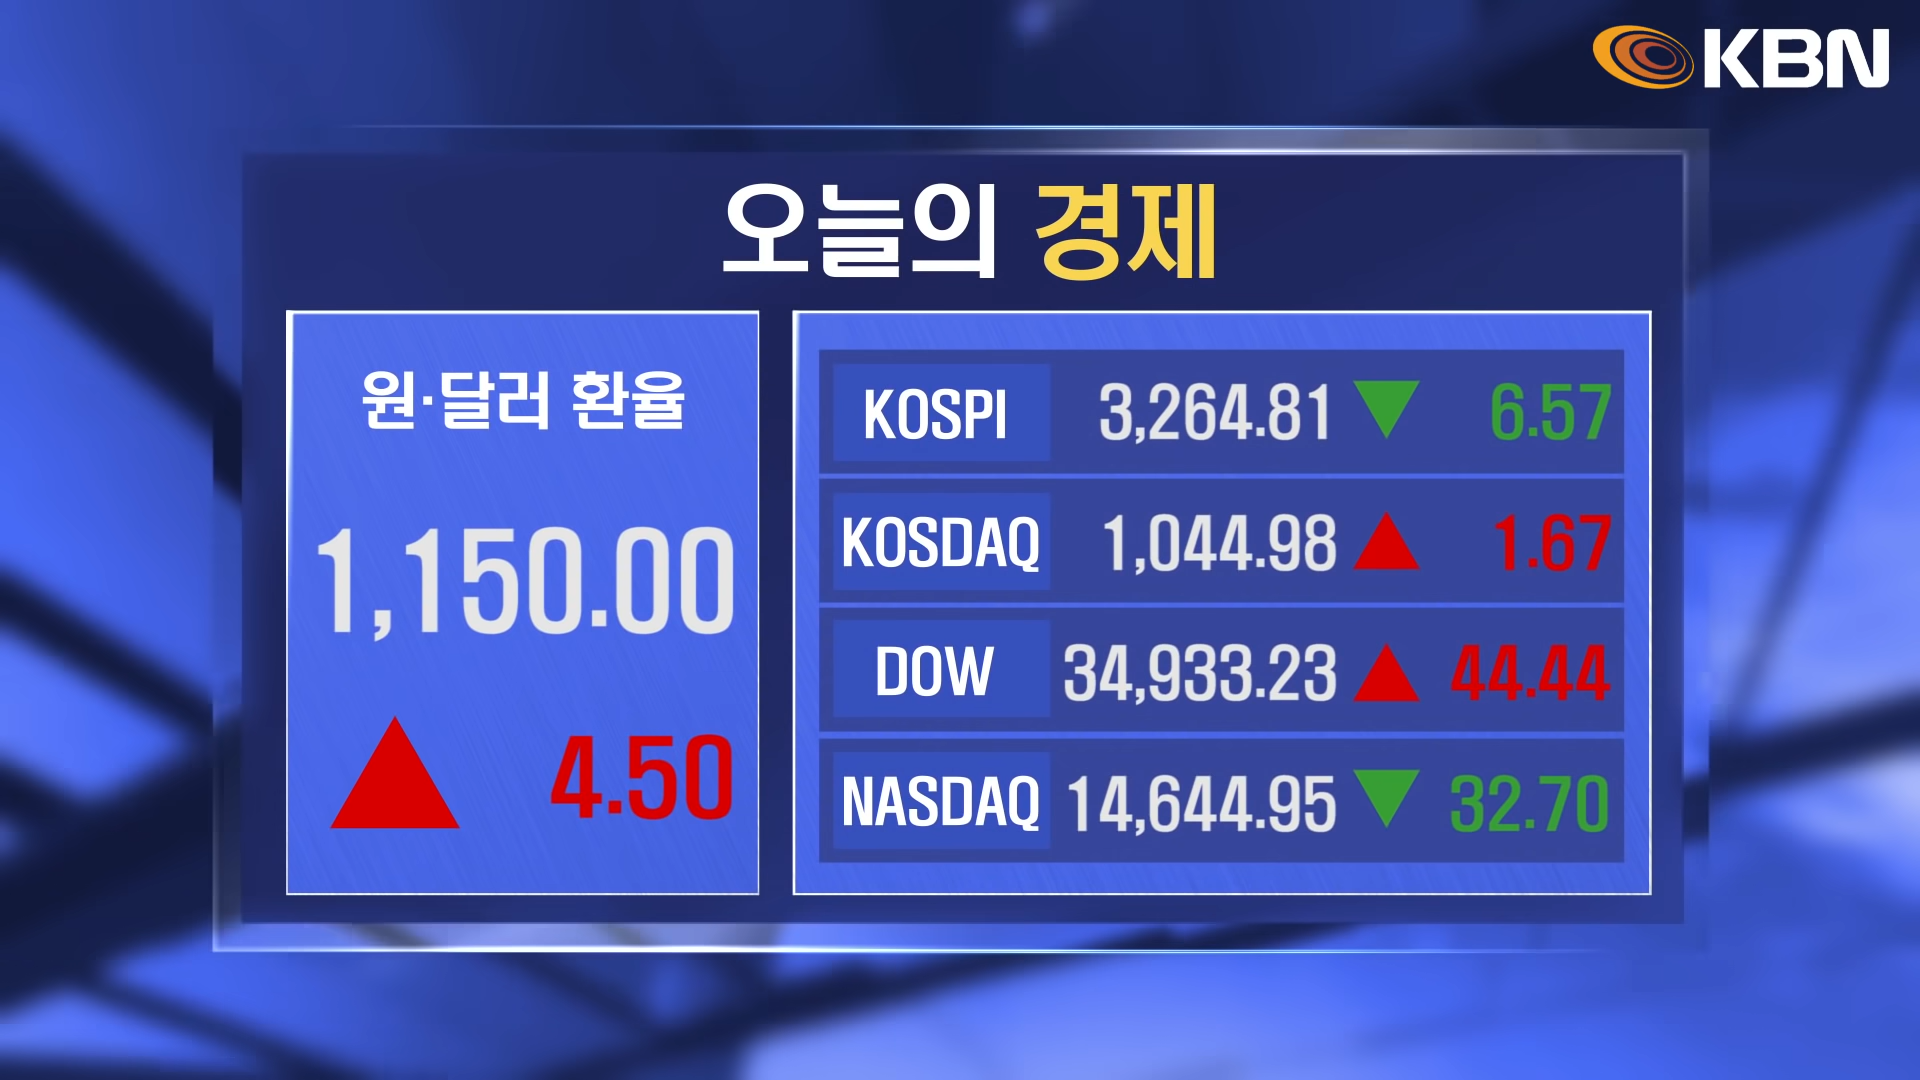 KBN
오늘의 경제
원·달러 환율
1,150.00
▲ 4.50
KOSPI 3,264.81 ▼ 6.57
KOSDAQ 1,044.98 ▲ 1.67
DOW 34,933.23 ▲ 44.44
NASDAQ 14,644.95 ▼ 32.70